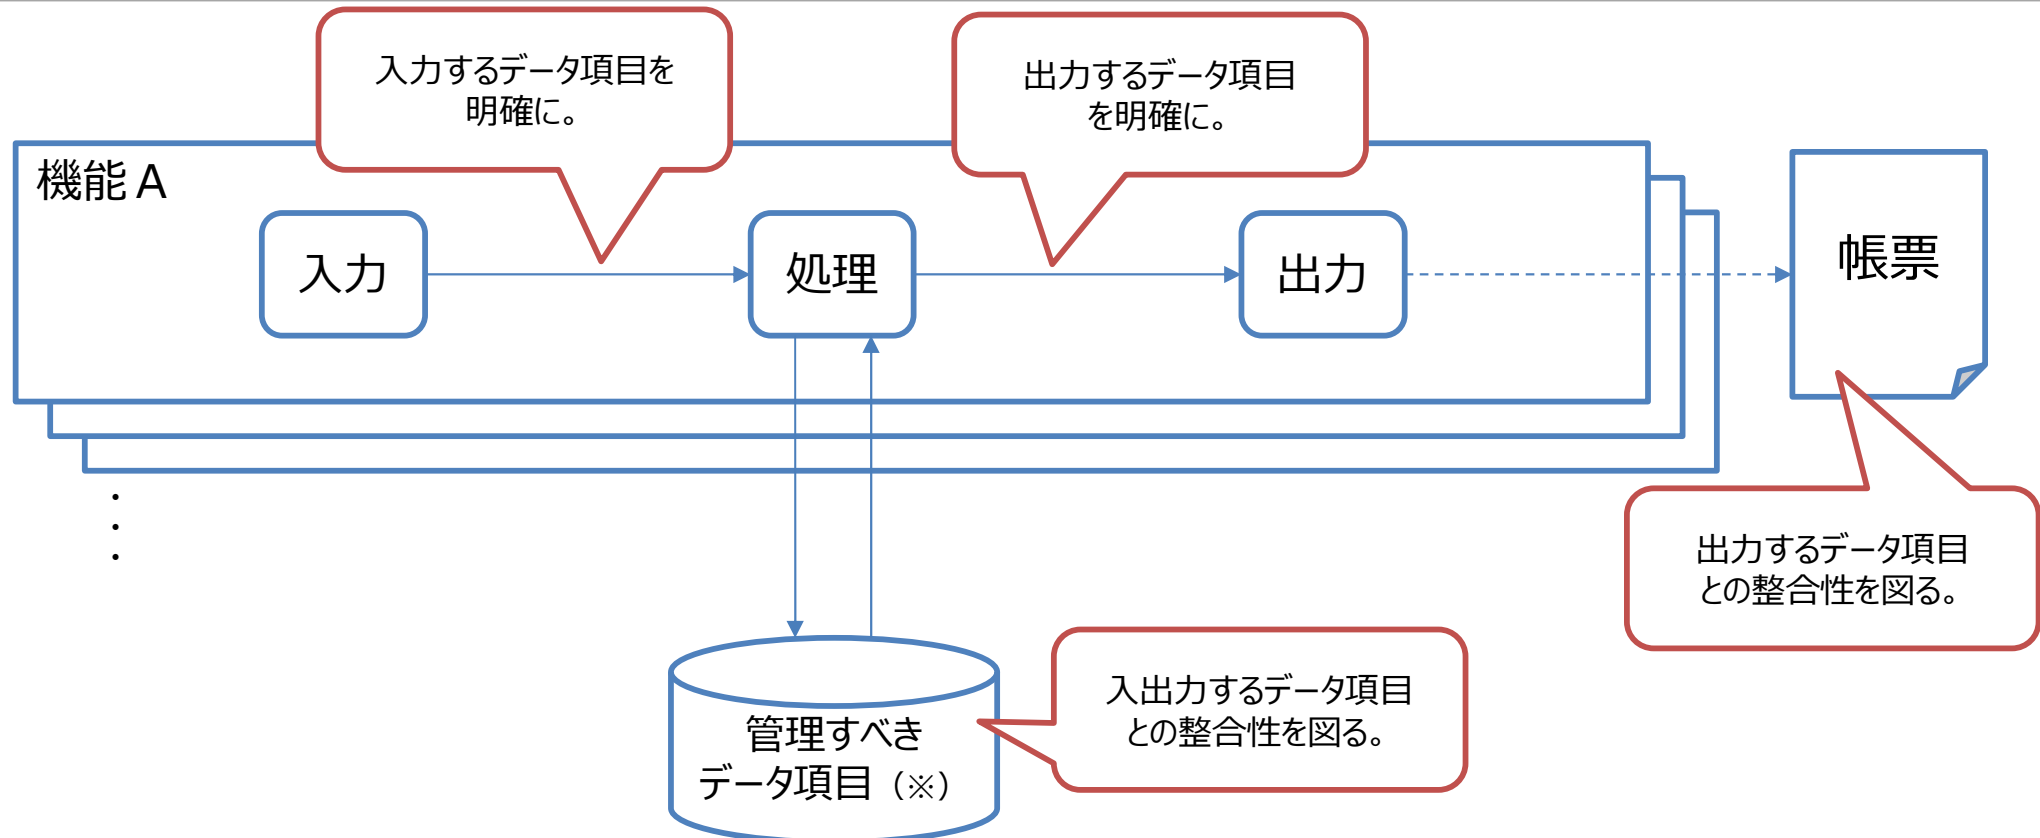 入力するデータ項目を
明確に。
出力するデータ項目
を明確に。
機能A
入力
処理
出力
帳票
・
・
・
出力するデータ項目
との整合性を図る。
入出力するデータ項目
との整合性を図る。
管理すべき
データ項目（※）